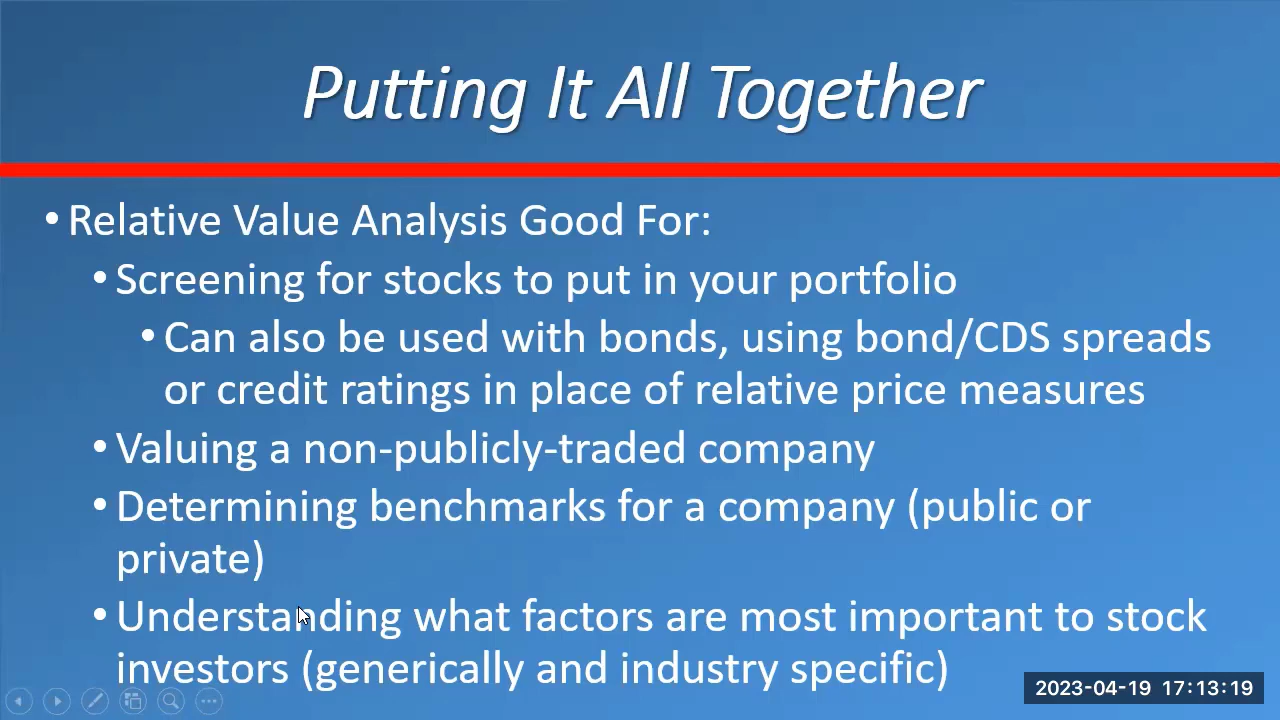 Putting It All Together
• Relative Value Analysis Good For:
• Screening for stocks to put in your portfolio
• Can also be used with bonds, using bond/CDS spreads
or credit ratings in place of relative price measures
• Valuing a non-publicly-traded company
• Determining benchmarks for a company (public or
private)
• Understanding what factors are most important to stock
investors (generically and industry specific)
2023-04-19 17:13:19